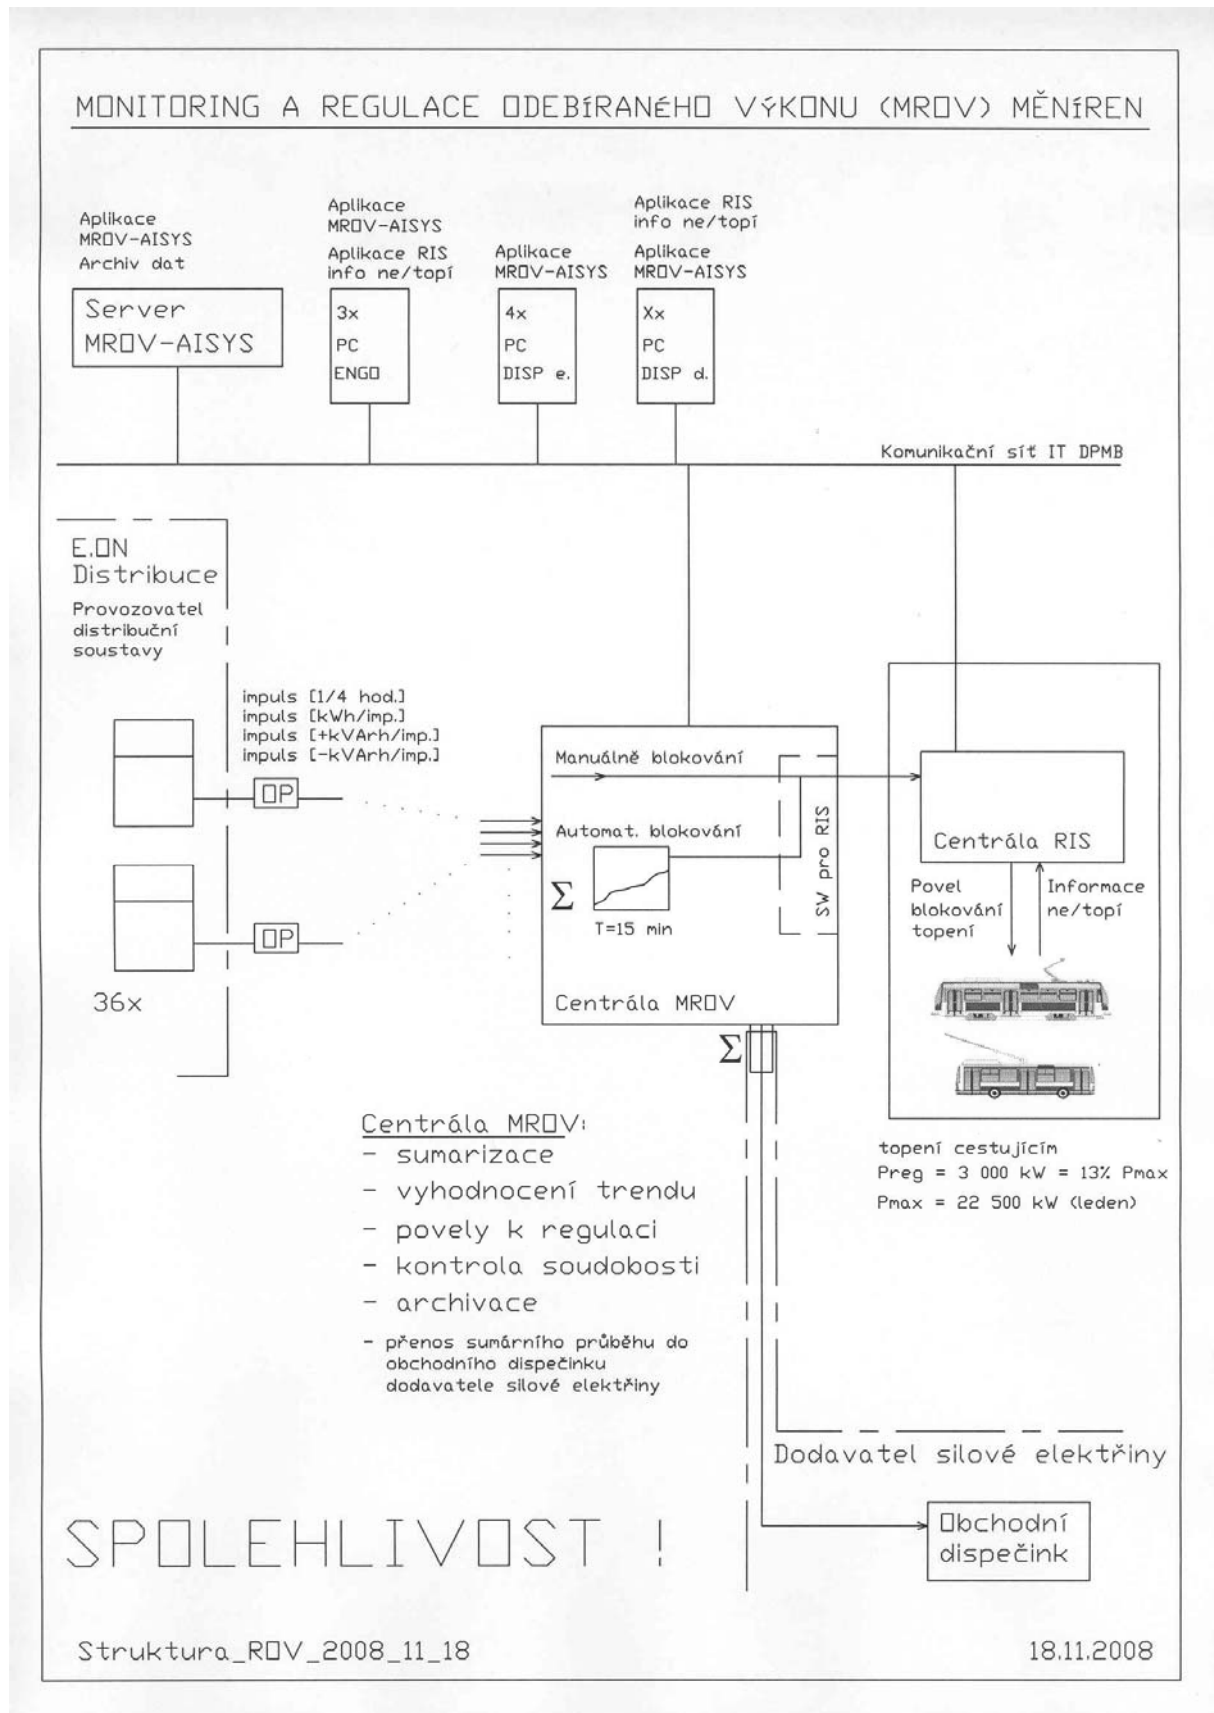 MONITORING A REGULACE ODEBÍRANÉHO VÝKONU (MROV) MĚNÍREN
Aplikace
MROV-AISYS
Archiv dat
Server
MROV-AISYS
Aplikace
MROV-AISYS
Aplikace RIS
info ne/topí
3x
PC
ENGO
Aplikace
MROV-AISYS
4x
PC
DISP e.
Aplikace RIS
info ne/topí
Aplikace
MROV-AISYS
Xx
PC
DISP d.
Komunikační síť IT DPMB
E.ON
Distribuce
Provozovatel
distribuční
soustavy
impuls [1/4 hod.]
impuls [kWh/imp.]
impuls [+kVArh/imp.]
impuls [-kVArh/imp.]
OP
OP
36x
Manuálně blokování
Automat. blokování
Σ
T=15 min
SW pro RIS
Centrála MROV
Σ
Centrála RIS
Povel
blokování
topení
Informace
ne/topí
topení cestujícím
Preg = 3 000 kW = 13% Pmax
Pmax = 22 500 kW (leden)
Centrála MROV:
- sumarizace
- vyhodnocení trendu
- povely k regulaci
- kontrola soudobosti
- archivace
- přenos sumárního průběhu do
obchodního dispečinku
dodavatele silové elektřiny
Dodavatel silové elektřiny
Obchodní
dispečink
SPOLEHLIVOST !
Struktura_ROV_2008_11_18
18.11.2008